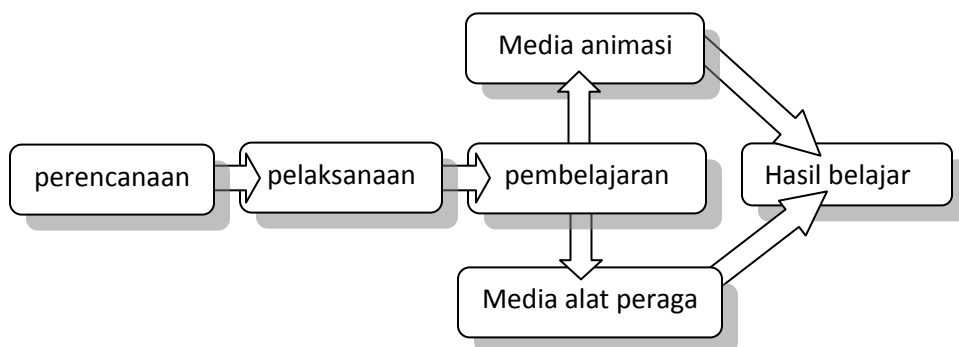 Media animasi
perencanaan
pelaksanaan
pembelajaran
Hasil belajar
Media alat peraga